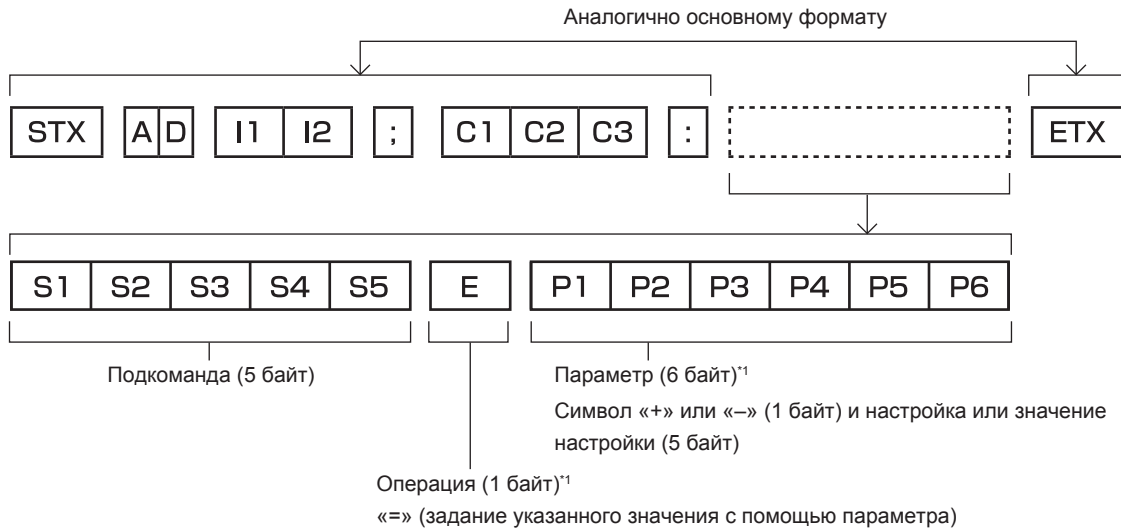 Аналогично основному формату
STX A D I1 I2 ; C1 C2 C3 : ETX
S1 S2 S3 S4 S5 E P1 P2 P3 P4 P5 P6
Подкоманда (5 байт)
Параметр (6 байт)*1
Символ «+» или «–» (1 байт) и настройка или значение
настройки (5 байт)
Операция (1 байт)*1
«=» (задание указанного значения с помощью параметра)